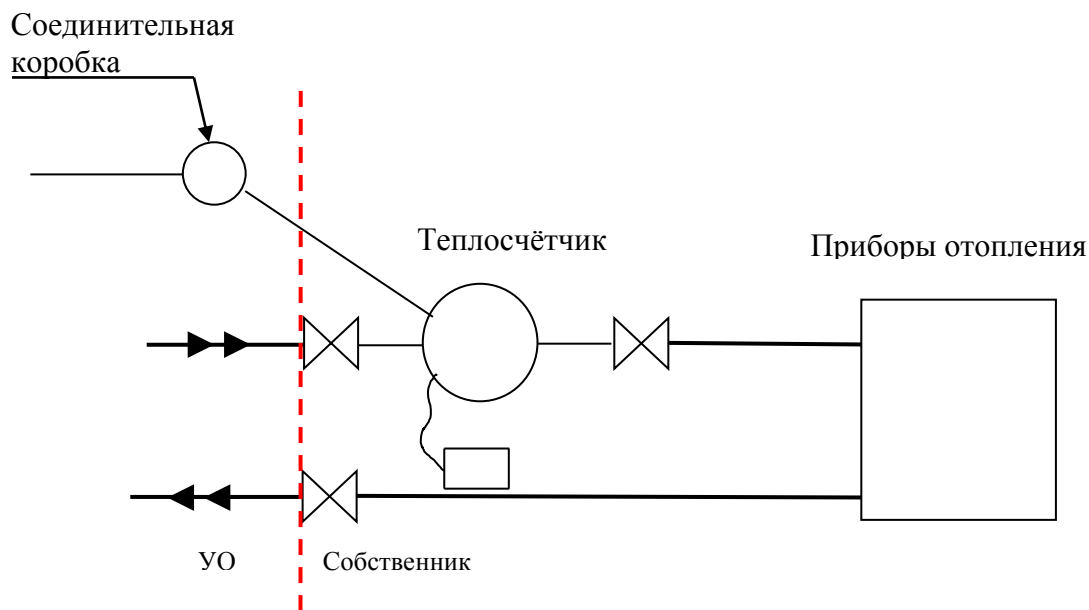 Соединительная
коробка
Теплосчётчик
Приборы отопления
УО
Собственник